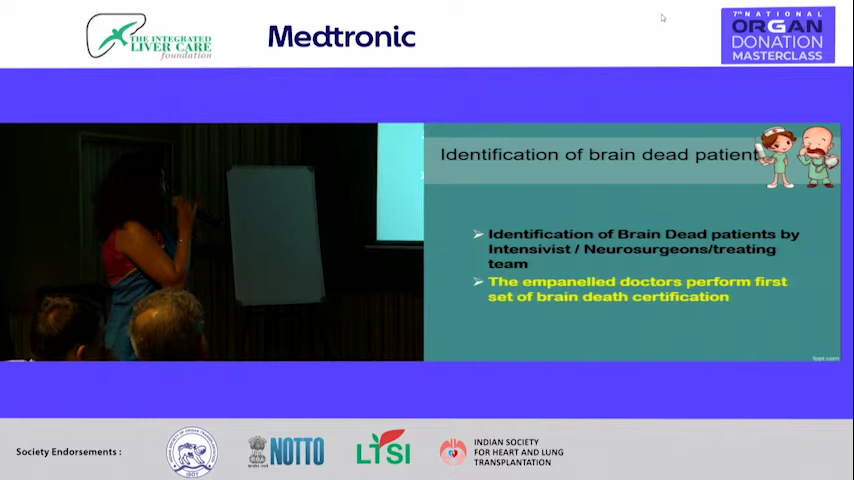 THE INTEGRATED
LIVER CARE
foundation
Medtronic
7TH NATIONAL
ORGAN
DONATION
MASTERCLASS
Identification of brain dead patient
Identification of Brain Dead patients by
Intensivist / Neurosurgeons/treating
team
The empanelled doctors perform first
set of brain death certification
fppt.com
Society Endorsements :
NOTTO
LTSI
INDIAN SOCIETY
FOR HEART AND LUNG
TRANSPLANTATION